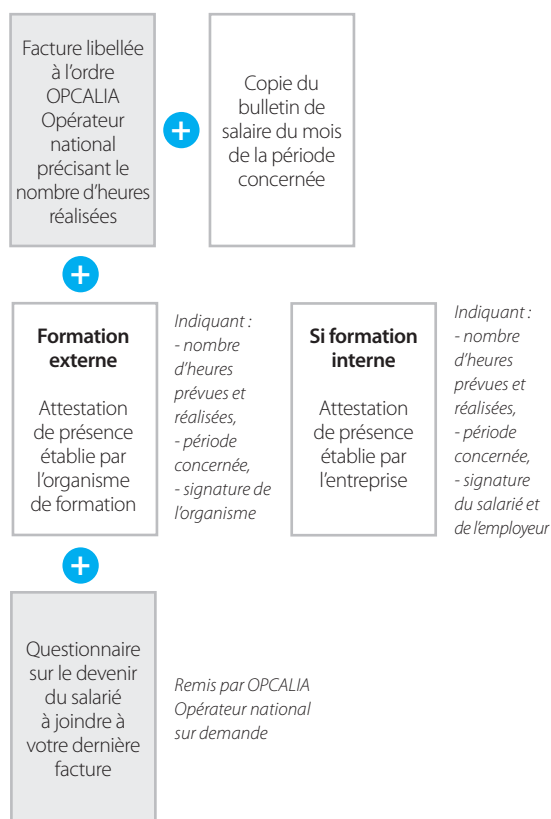 Facture libellée
à l’ordre
OPCALIA
Opérateur
national
précisant le
nombre d’heures
réalisées
+
Copie du
bulletin de
salaire du mois
de la période
concernée
+
Formation
externe
Attestation
de présence
établie par
l’organisme
de formation
Indiquant :
- nombre
d’heures
prévues et
réalisées,
- période
concernée,
- signature de
l’organisme
Si formation
interne
Attestation
de présence
établie par
l’entreprise
Indiquant :
- nombre
d’heures
prévues et
réalisées,
- période
concernée,
- signature
du salarié et
de l’employeur
+
Questionnaire
sur le devenir
du salarié
à joindre à
votre dernière
facture
Remis par OPCALIA
Opérateur national
sur demande